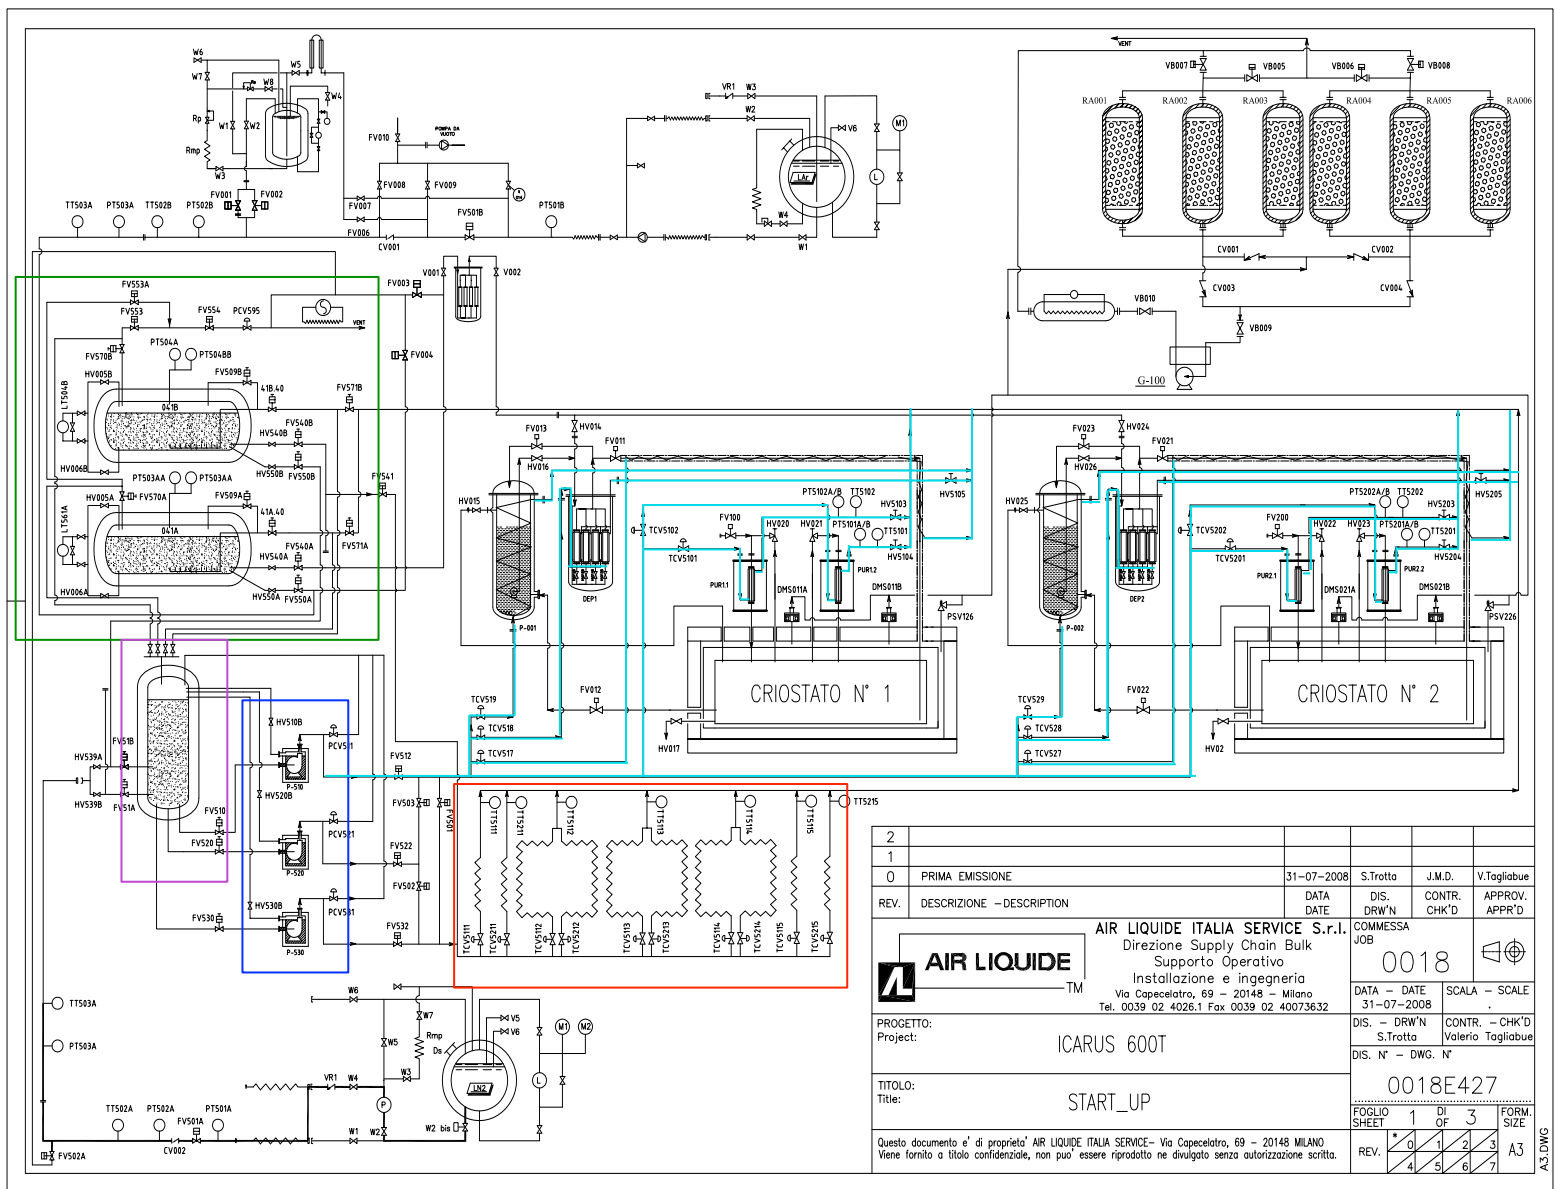 W6
W5
W7
W8
W4
Rp
W1
W2
Rmp
W3
FV001
FV002
TT503A
PT503A
TT502B
PT502B
FV010
POMPA DA
VUOTO
FV008
FV009
FV007
FV006
CV001
FV501B
PT501B
VR1
W3
W2
V6
M1
LAr
L
W4
W1
VENT
VB007
VB005
VB006
VB008
RA001
RA002
RA003
RA004
RA005
RA006
CV001
CV002
CV003
CV004
VB010
VB009
G-100
V001
V002
FV003
FV004
FV553A
FV553
FV554
PCV595
VENT
FV570B
PT504A
PT504BB
HV005B
FV509B
LT504B
041B
41B.40
FV571B
FV540B
HV540B
HV006B
HV550B
FV550B
PT503AA
PT503AA
FV541
HV005A
FV570A
FV509A
LT561A
041A
41A.40
FV571A
FV540A
HV540A
HV006A
HV550A
FV550A
FV013
HV014
FV011
HV016
HV015
HV5105
PT5102A/B
TT5102
HV5103
TCV5102
FV100
HV020
HV021
PT5101A/B
TT5101
HV5104
TCV5101
PUR1.1
PUR1.2
DMS011A
DMS011B
DEP1
P-001
PSV126
CRIOSTATO N° 1
TCV519
TCV518
TCV517
FV012
HV017
FV023
HV024
FV021
HV026
HV025
HV5205
PT5202A/B
TT5202
HV5203
TCV5202
FV200
HV022
HV023
PT5201A/B
TT5201
HV5204
TCV5201
PUR2.1
PUR2.2
DMS021A
DMS021B
DEP2
P-002
PSV226
CRIOSTATO N° 2
TCV529
TCV528
TCV527
FV022
HV02
HV539A
FV51B
HV539B
FV51A
HV510B
PCV511
P-510
FV512
HV520B
FV510
FV520
FV503
FV501
PCV521
P-520
FV522
FV502
HV530B
PCV531
FV530
P-530
FV532
TT5111
TT5211
TT5112
TT5113
TT5114
TT5115
TT5215
TCV5111
TCV5211
TCV5112
TCV5212
TCV5113
TCV5213
TCV5114
TCV5214
TCV5115
TCV5215
TT503A
PT503A
TT502A
PT502A
PT501A
FV501A
CV002
FV502A
W6
W7
V5
V6
M1
M2
Rmp
Ds
W5
W3
VR1
W4
P
W2
W1
W2 bis
LN2
L
2
1
0 PRIMA EMISSIONE 31-07-2008 S.Trotta J.M.D. V.Tagliabue
REV. DESCRIZIONE - DESCRIPTION DATA DIS. CONTR. APPROV.
DATE DRW'N CHK'D APPR'D
AIR LIQUIDE
TM
AIR LIQUIDE ITALIA SERVICE S.r.l.
Direzione Supply Chain Bulk
Supporto Operativo
Installazione e ingegneria
Via Capecelatro, 69 - 20148 - Milano
Tel. 0039 02 4026.1 Fax 0039 02 40073632
COMMESSA
JOB
0018
DATA - DATE
31-07-2008
SCALA - SCALE
.
PROGETTO:
Project:
ICARUS 600T
DIS. - DRW'N
S.Trotta
CONTR. - CHK'D
Valerio Tagliabue
DIS. N° - DWG. N°
0018E427
TITOLO:
Title:
START_UP
FOGLIO
SHEET
1
DI
OF
3
FORM.
SIZE
A3
REV.
* 0 1 2 3
4 5 6 7
Questo documento e' di proprieta' AIR LIQUIDE ITALIA SERVICE- Via Capecelatro, 69 - 20148 MILANO
Viene fornito a titolo confidenziale, non puo' essere riprodotto ne divulgato senza autorizzazione scritta.
A3.DWG